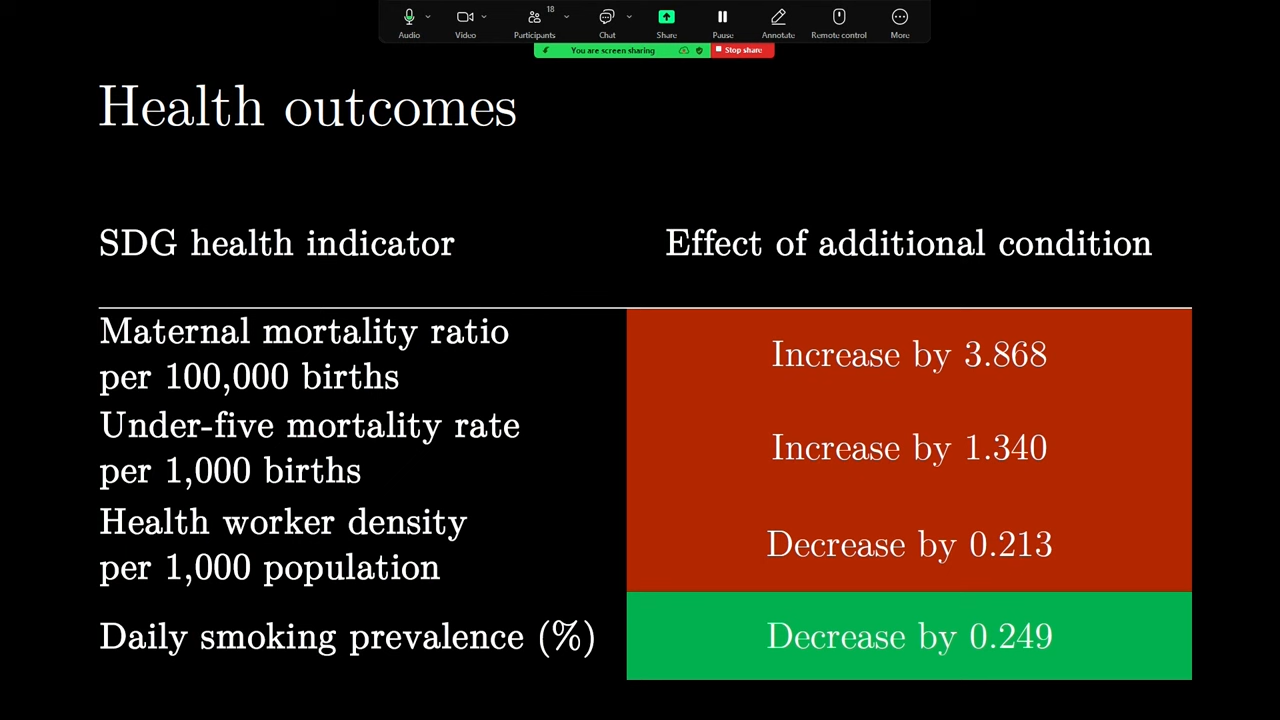 18
Audio Video Participants Chat Share Pause Annotate Remote control More
You are screen sharing Stop share
Health outcomes
SDG health indicator Effect of additional condition
Maternal mortality ratio
per 100,000 births
Increase by 3.868
Under-five mortality rate
per 1,000 births
Increase by 1.340
Health worker density
per 1,000 population
Decrease by 0.213
Daily smoking prevalence (%) Decrease by 0.249